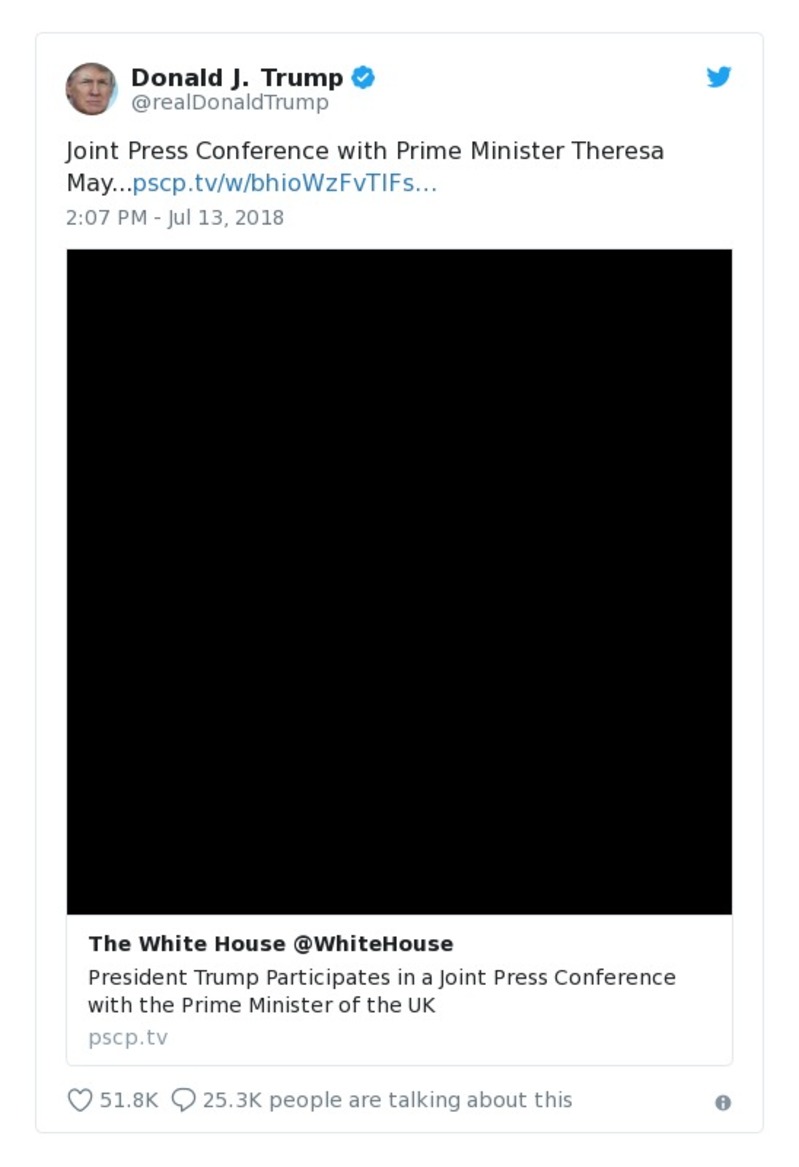 Donald J. Trump
@realDonaldTrump
Joint Press Conference with Prime Minister Theresa
May...pscp.tv/w/bhioWzFvTlFs…
2:07 PM - Jul 13, 2018
The White House @WhiteHouse
President Trump Participates in a Joint Press Conference
with the Prime Minister of the UK
pscp.tv
51.8K 25.3K people are talking about this